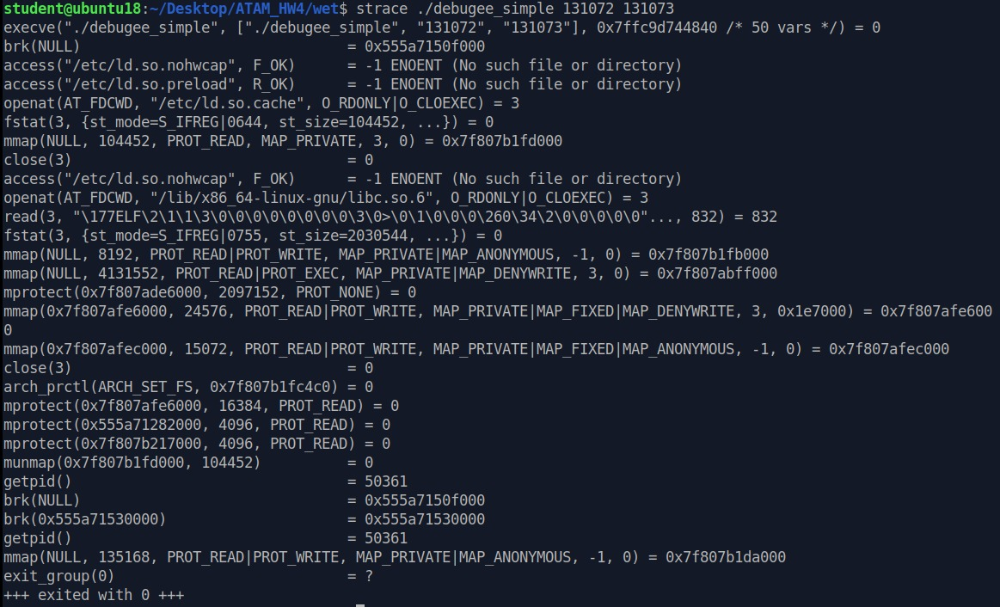 student@ubuntu18:~/Desktop/ATAM_HW4/wet$ strace ./debugee_simple 131072 131073
execve("./debugee_simple", ["./debugee_simple", "131072", "131073"], 0x7ffc9d744840 /* 50 vars */) = 0
brk(NULL)                               = 0x555a7150f000
access("/etc/ld.so.nohwcap", F_OK)      = -1 ENOENT (No such file or directory)
access("/etc/ld.so.preload", R_OK)      = -1 ENOENT (No such file or directory)
openat(AT_FDCWD, "/etc/ld.so.cache", O_RDONLY|O_CLOEXEC) = 3
fstat(3, {st_mode=S_IFREG|0644, st_size=104452, ...}) = 0
mmap(NULL, 104452, PROT_READ, MAP_PRIVATE, 3, 0) = 0x7f807b1fd000
close(3)                                = 0
access("/etc/ld.so.nohwcap", F_OK)      = -1 ENOENT (No such file or directory)
openat(AT_FDCWD, "/lib/x86_64-linux-gnu/libc.so.6", O_RDONLY|O_CLOEXEC) = 3
read(3, "\177ELF\2\1\1\3\0\0\0\0\0\0\0\0\3\0>\0\1\0\0\0\260\34\2\0\0\0\0\0"..., 832) = 832
fstat(3, {st_mode=S_IFREG|0755, st_size=2030544, ...}) = 0
mmap(NULL, 8192, PROT_READ|PROT_WRITE, MAP_PRIVATE|MAP_ANONYMOUS, -1, 0) = 0x7f807b1fb000
mmap(NULL, 4131552, PROT_READ|PROT_EXEC, MAP_PRIVATE|MAP_DENYWRITE, 3, 0) = 0x7f807abff000
mprotect(0x7f807ade6000, 2097152, PROT_NONE) = 0
mmap(0x7f807afe6000, 24576, PROT_READ|PROT_WRITE, MAP_PRIVATE|MAP_FIXED|MAP_DENYWRITE, 3, 0x1e7000) = 0x7f807afe600
0
mmap(0x7f807afec000, 15072, PROT_READ|PROT_WRITE, MAP_PRIVATE|MAP_FIXED|MAP_ANONYMOUS, -1, 0) = 0x7f807afec000
close(3)                                = 0
arch_prctl(ARCH_SET_FS, 0x7f807b1fc4c0) = 0
mprotect(0x7f807afe6000, 16384, PROT_READ) = 0
mprotect(0x555a71282000, 4096, PROT_READ) = 0
mprotect(0x7f807b217000, 4096, PROT_READ) = 0
munmap(0x7f807b1fd000, 104452)          = 0
getpid()                                = 50361
brk(NULL)                               = 0x555a7150f000
brk(0x555a71530000)                     = 0x555a71530000
getpid()                                = 50361
mmap(NULL, 135168, PROT_READ|PROT_WRITE, MAP_PRIVATE|MAP_ANONYMOUS, -1, 0) = 0x7f807b1da000
exit_group(0)                           = ?
+++ exited with 0 +++